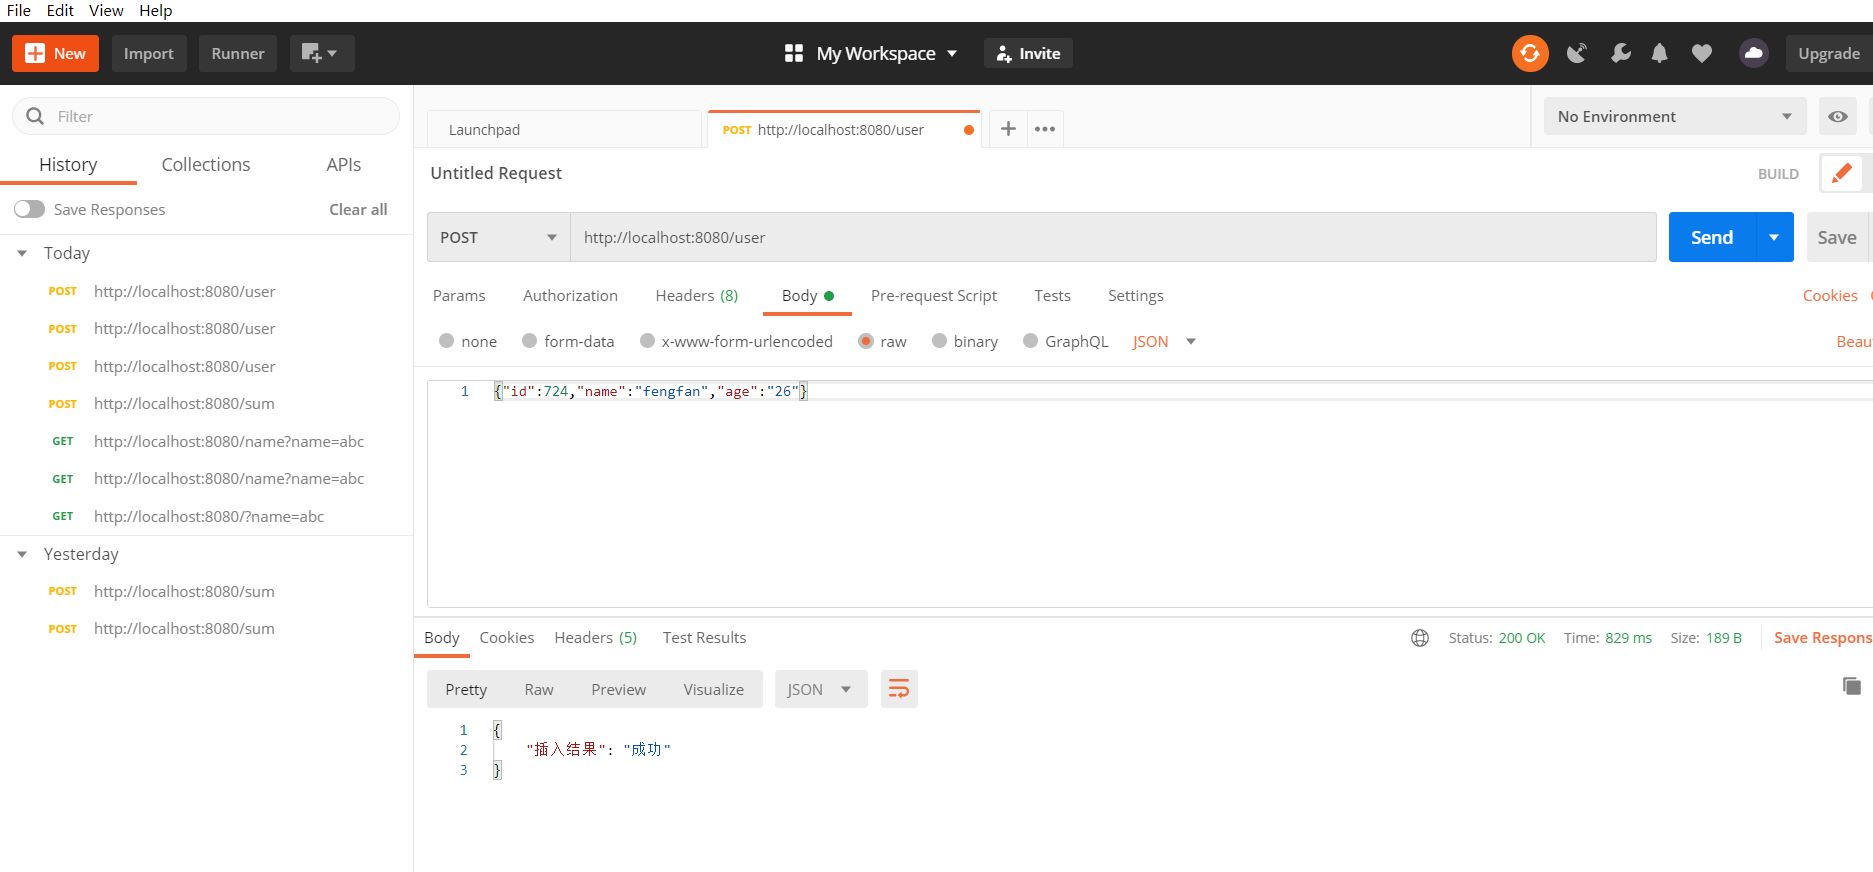 File Edit View Help
New Import Runner My Workspace Invite Upgrade
Filter
Launchpad POST http://localhost:8080/user No Environment
History Collections APIs
Untitled Request BUILD
Save Responses Clear all
POST http://localhost:8080/user Send Save
Today
POST http://localhost:8080/user
POST http://localhost:8080/user
POST http://localhost:8080/user
POST http://localhost:8080/sum
GET http://localhost:8080/name?name=abc
GET http://localhost:8080/name?name=abc
GET http://localhost:8080/?name=abc
Yesterday
POST http://localhost:8080/sum
POST http://localhost:8080/sum
Params Authorization Headers (8) Body Pre-request Script Tests Settings Cookies
none form-data x-www-form-urlencoded raw binary GraphQL JSON Beau
1 {"id":724,"name":"fengfan","age":"26"}
Body Cookies Headers (5) Test Results Status: 200 OK Time: 829 ms Size: 189 B Save Respons
Pretty Raw Preview Visualize JSON
1 {
2 "插入结果": "成功"
3 }